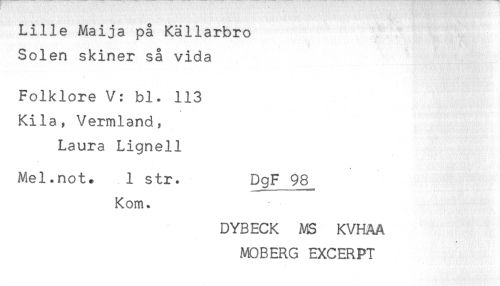 Lille Maija på Källarbro
Solen skiner så vida
Folklore V: bl. 113
Kila, Vermland,
Laura Lignell
Mel.not. 1 str. DgF 98
Kom.
DYBECK MS KVHAA
MOBERG EXCERPT